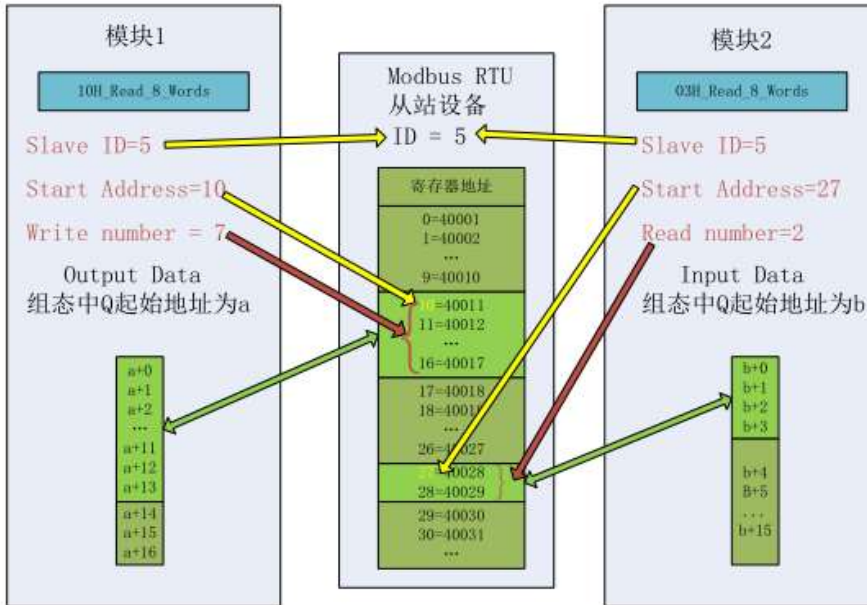 模块1
10H_Read_8_Words
Slave ID=5
Start Address=10
Write number = 7
Output Data
组态中Q起始地址为a
a+0
a+1
a+2
…
a+11
a+12
a+13
a+14
a+15
a+16
Modbus RTU
从站设备
ID = 5
寄存器地址
0=40001
1=40002
…
9=40010
10=40011
11=40012
…
16=40017
17=40018
18=40019
…
26=40027
27=40028
28=40029
29=40030
30=40031
…
模块2
03H_Read_8_Words
Slave ID=5
Start Address=27
Read number=2
Input Data
组态中Q起始地址为b
b+0
b+1
b+2
b+3
b+4
B+5
...
b+15